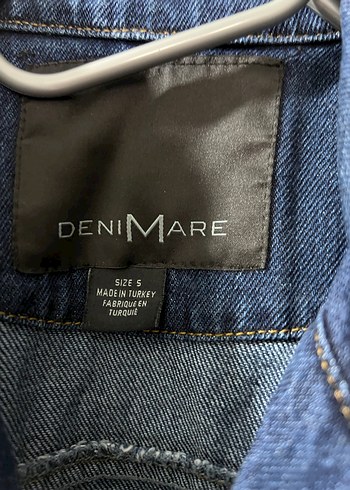 DENIMARE
SIZE S
MADE IN TURKEY
FABRIQUÉ EN
TURQUIE